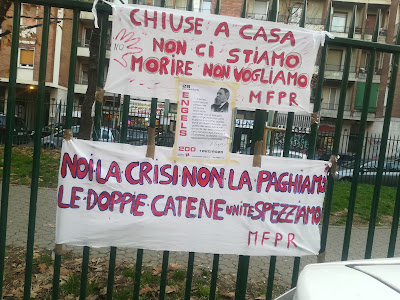 CHIUSE A CASA
NON CI STIAMO
MORIRE NON VOGLIAMO
MFPR
ENGELS
200
NOI LA CRISI NON LA PAGHIAMO
LE DOPPIE CATENE UNITE SPEZZIAMO
MFPR